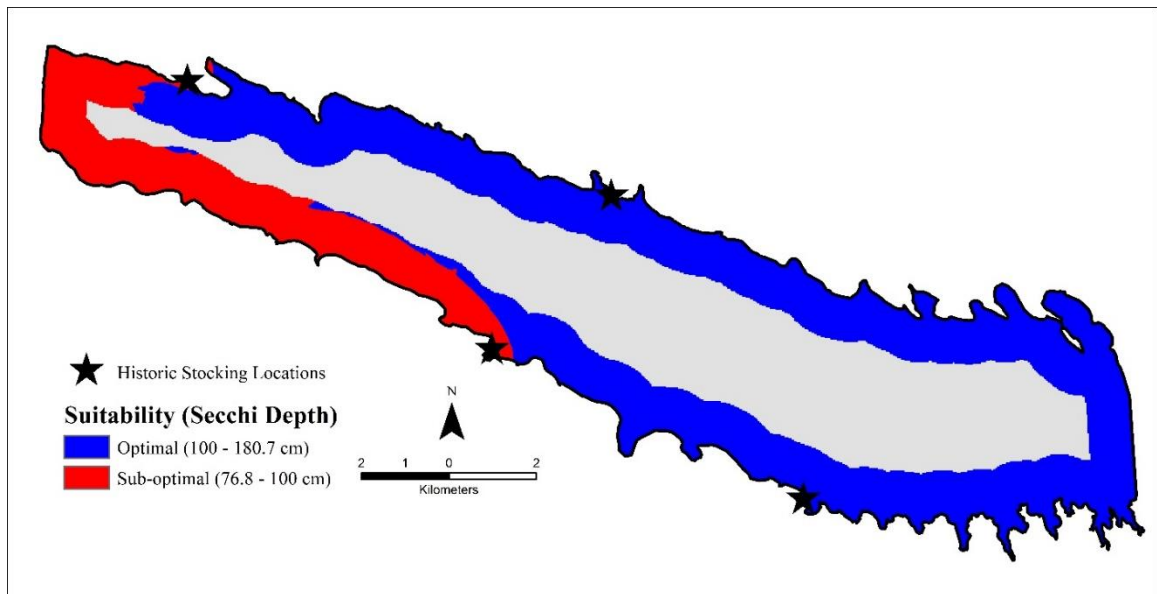 Historic Stocking Locations
Suitability (Secchi Depth)
Optimal (100 - 180.7 cm)
Sub-optimal (76.8 - 100 cm)
N
2 1 0 2
Kilometers